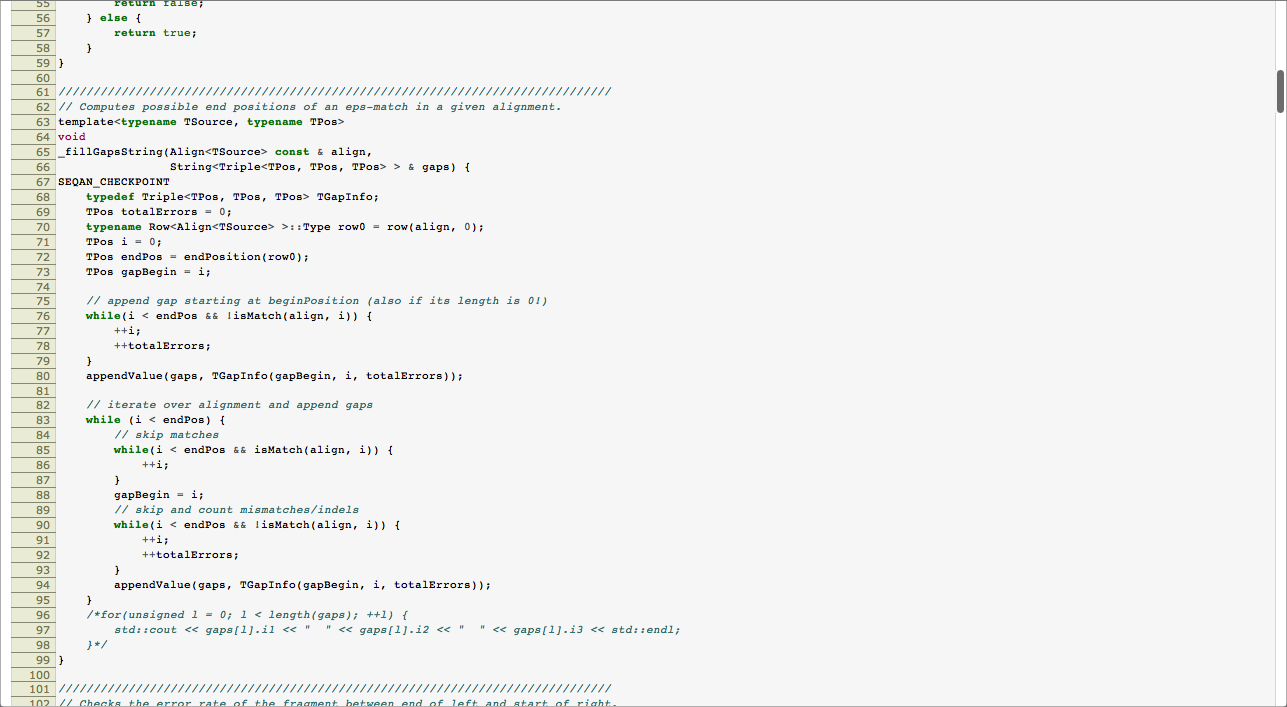 55         return false;
56     } else {
57         return true;
58     }
59 }
60
61 ///////////////////////////////////////////////////////////////////////////////
62 // Computes possible end positions of an eps-match in a given alignment.
63 template<typename TSource, typename TPos>
64 void
65 _fillGapsString(Align<TSource> const & align,
66                 String<Triple<TPos, TPos, TPos> > & gaps) {
67 SEQAN_CHECKPOINT
68     typedef Triple<TPos, TPos, TPos> TGapInfo;
69     TPos totalErrors = 0;
70     typename Row<Align<TSource> >::Type row0 = row(align, 0);
71     TPos i = 0;
72     TPos endPos = endPosition(row0);
73     TPos gapBegin = i;
74
75     // append gap starting at beginPosition (also if its length is 0!)
76     while(i < endPos && !isMatch(align, i)) {
77         ++i;
78         ++totalErrors;
79     }
80     appendValue(gaps, TGapInfo(gapBegin, i, totalErrors));
81
82     // iterate over alignment and append gaps
83     while (i < endPos) {
84         // skip matches
85         while(i < endPos && isMatch(align, i)) {
86             ++i;
87         }
88         gapBegin = i;
89         // skip and count mismatches/indels
90         while(i < endPos && !isMatch(align, i)) {
91             ++i;
92             ++totalErrors;
93         }
94         appendValue(gaps, TGapInfo(gapBegin, i, totalErrors));
95     }
96     /*for(unsigned l = 0; l < length(gaps); ++l) {
97         std::cout << gaps[l].i1 << "  " << gaps[l].i2 << "  " << gaps[l].i3 << std::endl;
98     }*/
99 }
100
101 ///////////////////////////////////////////////////////////////////////////////
102 // Checks the error rate of the fragment between end of left and start of right.